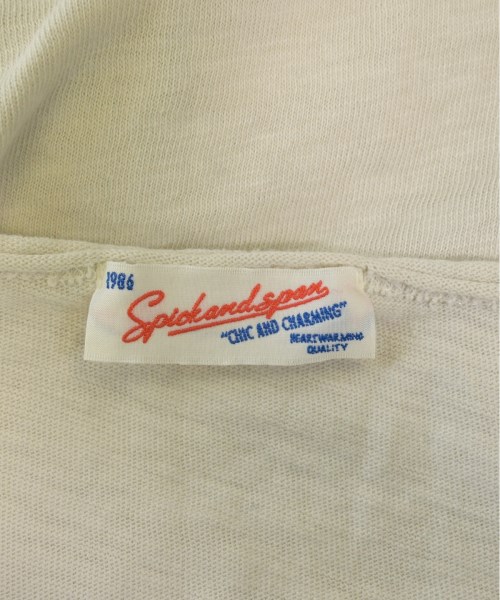 1986
Spickandspan
"CHIC AND CHARMING"
HEARTWARMING
QUALITY